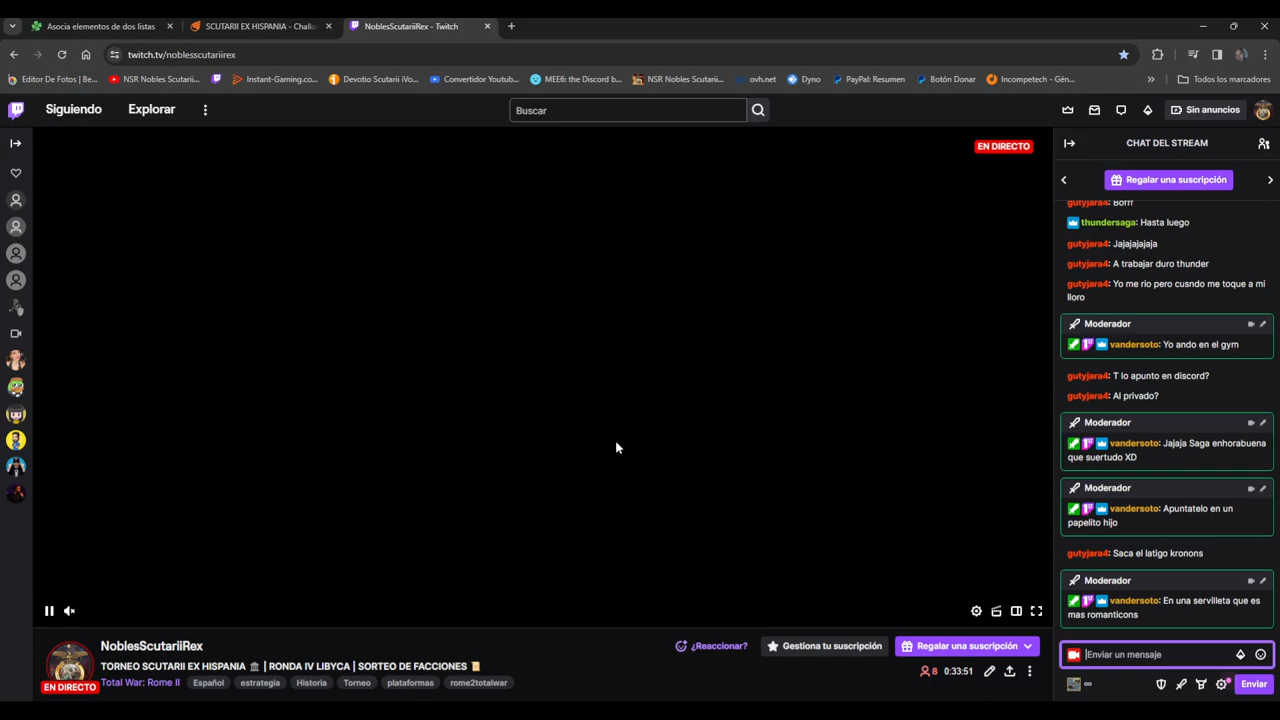 Asocia elementos de dos listas
SCUTARII EX HISPANIA - Challo
NoblesScutariiRex - Twitch
twitch.tv/noblesscutariirex
Editor De Fotos | Be...
NSR Nobles Scutarii...
Instant-Gaming.co...
Devotio Scutarii iVo...
Convertidor Youtub...
MEE6: the Discord b...
NSR Nobles Scutarii...
ovh.net
Dyno
PayPal: Resumen
Botón Donar
Incompetech - Gén...
Todos los marcadores
Siguiendo
Explorar
Buscar
Sin anuncios
EN DIRECTO
CHAT DEL STREAM
Regalar una suscripción
gutyjara4: Borff
thundersaga: Hasta luego
gutyjara4: Jajajajajaja
gutyjara4: A trabajar duro thunder
gutyjara4: Yo me rio pero cusndo me toque a mi
lloro
Moderador
vandersoto: Yo ando en el gym
gutyjara4: T lo apunto en discord?
gutyjara4: Al privado?
Moderador
vandersoto: Jajaja Saga enhorabuena
que suertudo XD
Moderador
vandersoto: Apuntatelo en un
papelito hijo
gutyjara4: Saca el latigo kronons
Moderador
vandersoto: En una servilleta que es
mas romanticons
Enviar un mensaje
∞
Enviar
NoblesScutariiRex
TORNEO SCUTARII EX HISPANIA 🏛️ | RONDA IV LIBYCA | SORTEO DE FACCIONES 📜
Total War: Rome II
Español
estrategia
Historia
Torneo
plataformas
rome2totalwar
EN DIRECTO
¿Reaccionar?
Gestiona tu suscripción
Regalar una suscripción
8
0:33:51